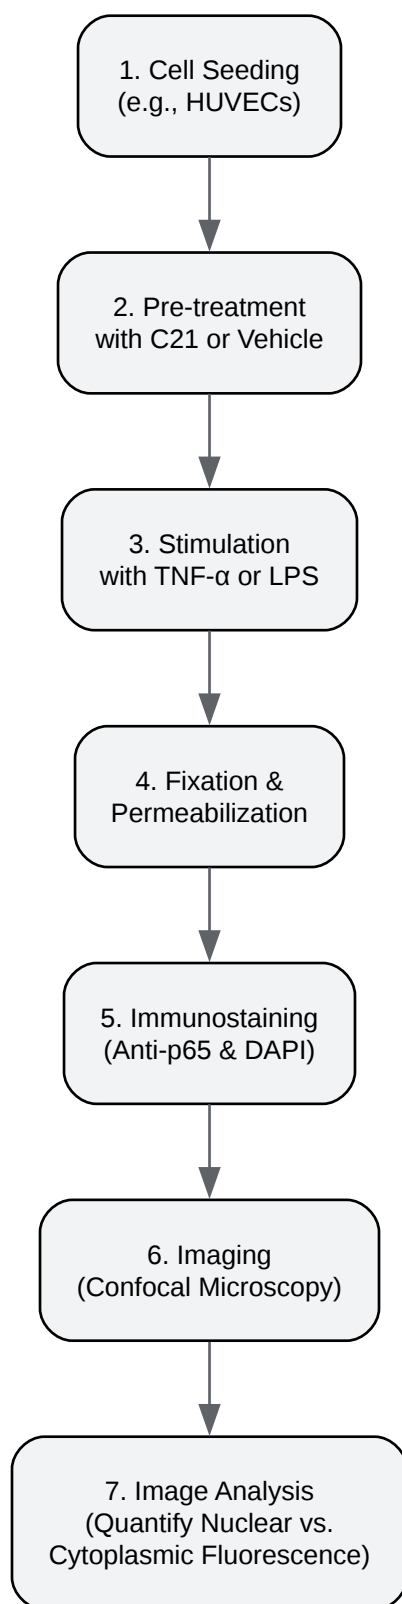 1. Cell Seeding
(e.g., HUVECs)
2. Pre-treatment
with C21 or Vehicle
3. Stimulation
with TNF-α or LPS
4. Fixation &
Permeabilization
5. Immunostaining
(Anti-p65 & DAPI)
6. Imaging
(Confocal Microscopy)
7. Image Analysis
(Quantify Nuclear vs.
Cytoplasmic Fluorescence)